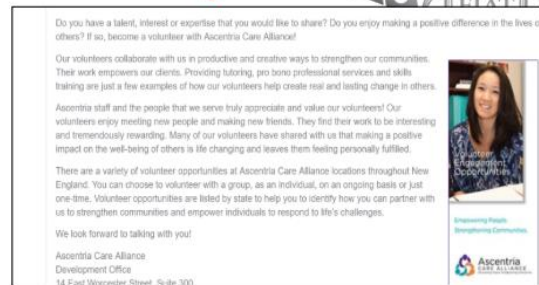 Do you have a talent, interest or expertise that you would like to share? Do you enjoy making a positive difference in the lives of
others? If so, become a volunteer with Ascentria Care Alliance!
Our volunteers collaborate with us in productive and creative ways to strengthen our communities.
Their work empowers our clients. Providing tutoring, pro bono professional services and skills
training are just a few examples of how our volunteers help create real and lasting change in others.
Ascentria staff and the people that we serve truly appreciate and value our volunteers! Our
volunteers enjoy meeting new people and making new friends. They find their work to be interesting
and tremendously rewarding. Many of our volunteers have shared with us that making a positive
impact on the well-being of others is life changing and leaves them feeling personally fulfilled.
There are a variety of volunteer opportunities at Ascentria Care Alliance locations throughout New
England. You can choose to volunteer with a group, as an individual, on an ongoing basis or just
one-time. Volunteer opportunities are listed by state to help you to identify how you can partner with
us to strengthen communities and empower individuals to respond to life's challenges.
We look forward to talking with you!
Ascentria Care Alliance
Development Office
14 East Worcester Street, Suite 300
Volunteer
Engagement
Opportunities
Empowering People.
Strengthening Communities.
Ascentria
CARE ALLIANCE